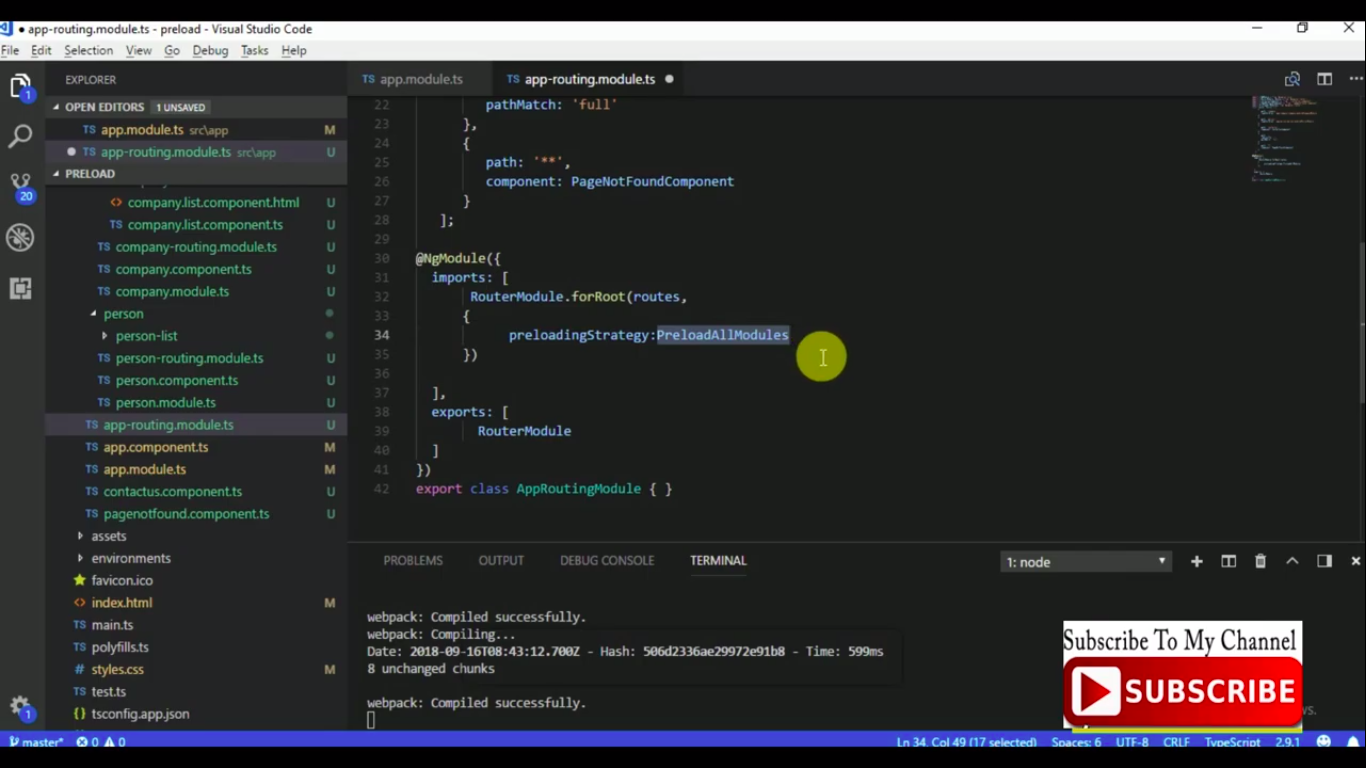 ● app-routing.module.ts - preload - Visual Studio Code
File Edit Selection View Go Debug Tasks Help
EXPLORER
OPEN EDITORS 1 UNSAVED
TS app.module.ts src\app M
● TS app-routing.module.ts src\app U
PRELOAD
<> company.list.component.html U
TS company.list.component.ts U
TS company-routing.module.ts U
TS company.component.ts U
TS company.module.ts U
person
person-list
TS person-routing.module.ts U
TS person.component.ts U
TS person.module.ts U
TS app-routing.module.ts U
TS app.component.ts M
TS app.module.ts M
TS contactus.component.ts U
TS pagenotfound.component.ts U
assets
environments
favicon.ico
<> index.html M
TS main.ts
TS polyfills.ts
# styles.css M
TS test.ts
{} tsconfig.app.json
1
20
1
TS app.module.ts TS app-routing.module.ts ●
22 pathMatch: 'full'
23 },
24 {
25 path: '**',
26 component: PageNotFoundComponent
27 }
28 ];
29
30 @NgModule({
31 imports: [
32 RouterModule.forRoot(routes,
33 {
34 preloadingStrategy:PreloadAllModules
35 })
36
37 ],
38 exports: [
39 RouterModule
40 ]
41 })
42 export class AppRoutingModule { }
PROBLEMS OUTPUT DEBUG CONSOLE TERMINAL 1: node
webpack: Compiled successfully.
webpack: Compiling...
Date: 2018-09-16T08:43:12.700Z - Hash: 506d2336ae29972e91b8 - Time: 599ms
8 unchanged chunks
webpack: Compiled successfully.
Subscribe To My Channel
SUBSCRIBE
master* 0 0 Ln 34, Col 49 (17 selected) Spaces: 6 UTF-8 CRLF TypeScript 2.9.1